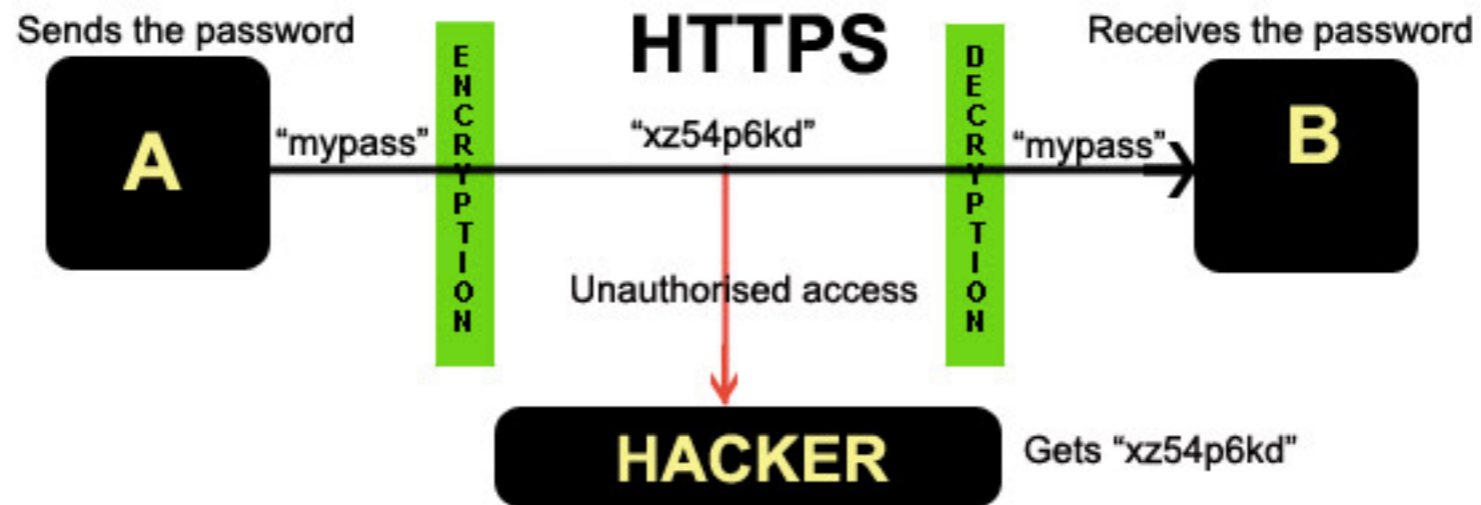 Sends the password
HTTPS
Receives the password
A
“mypass”
ENCRYPTION
“xz54p6kd”
DECRYPTION
“mypass”
B
Unauthorised access
HACKER
Gets “xz54p6kd”